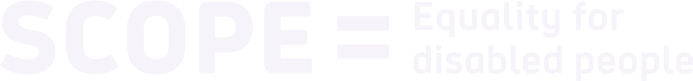 SCOPE = Equality for
disabled people